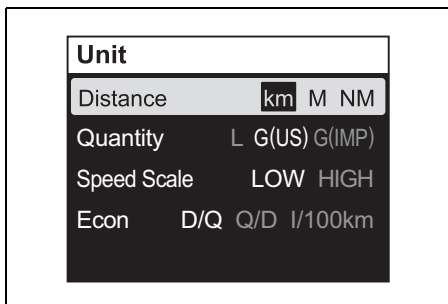 Unit
Distance km M NM
Quantity L G(US) G(IMP)
Speed Scale LOW HIGH
Econ D/Q Q/D l/100km